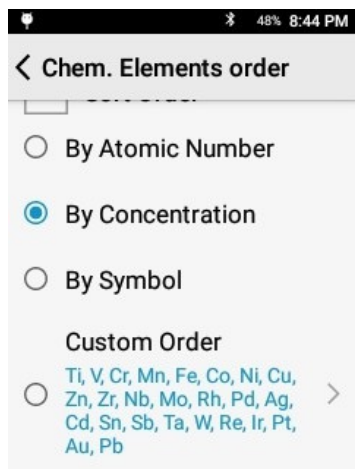 48% 8:44 PM
Chem. Elements order
Sort Order
By Atomic Number
By Concentration
By Symbol
Custom Order
Ti, V, Cr, Mn, Fe, Co, Ni, Cu,
Zn, Zr, Nb, Mo, Rh, Pd, Ag,
Cd, Sn, Sb, Ta, W, Re, Ir, Pt,
Au, Pb